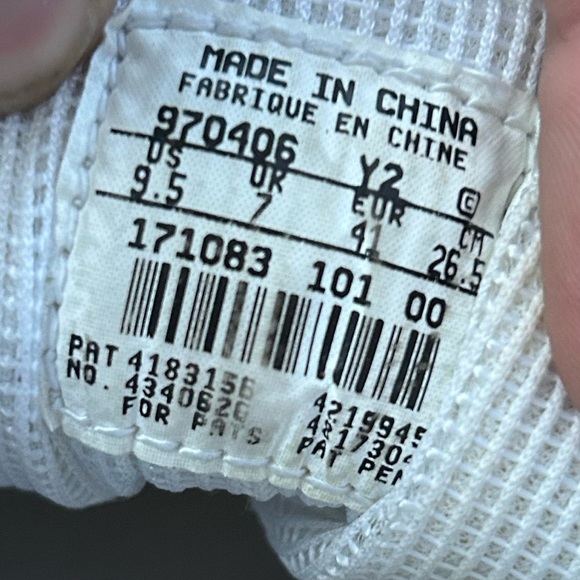 MADE IN CHINA
FABRIQUE EN CHINE
970406 Y2 ©
US UK EUR CM
9.5 7 41 26.5
171083 101 00
PAT 4183156 4219945
NO. 4340626 4817304
FOR PATS PAT PEN